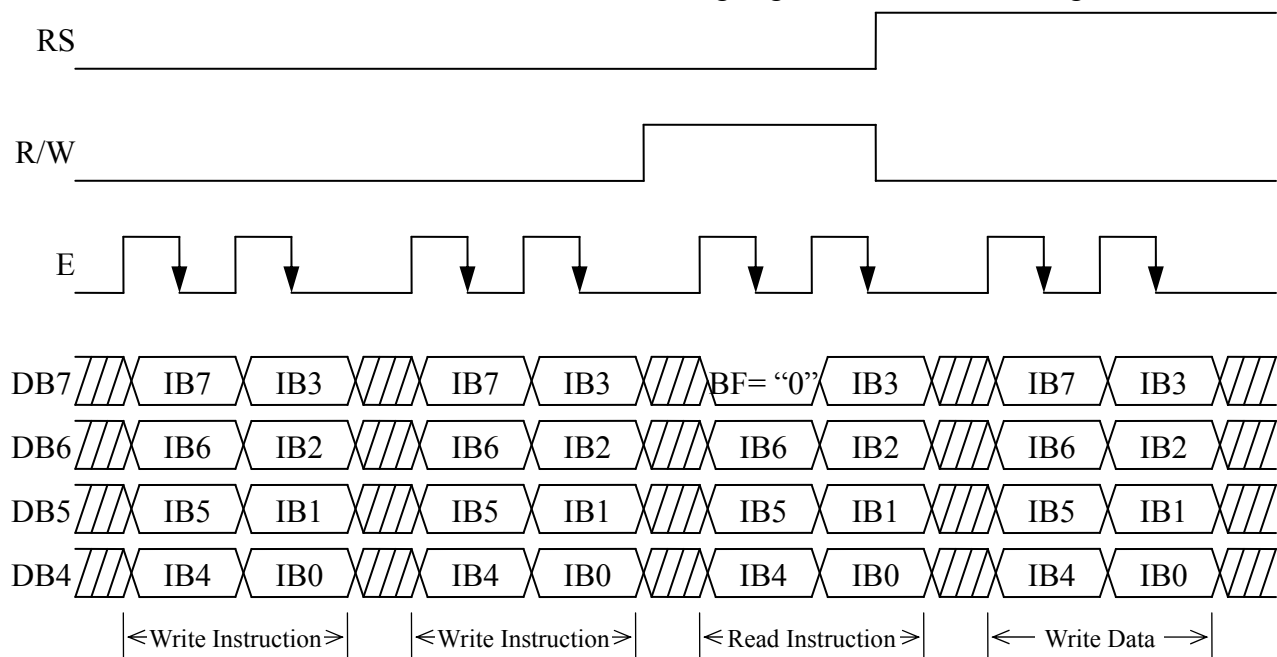 RS
R/W
E
DB7 IB7 IB3 IB7 IB3 BF= “0” IB3 IB7 IB3
DB6 IB6 IB2 IB6 IB2 IB6 IB2 IB6 IB2
DB5 IB5 IB1 IB5 IB1 IB5 IB1 IB5 IB1
DB4 IB4 IB0 IB4 IB0 IB4 IB0 IB4 IB0
Write Instruction Write Instruction Read Instruction Write Data